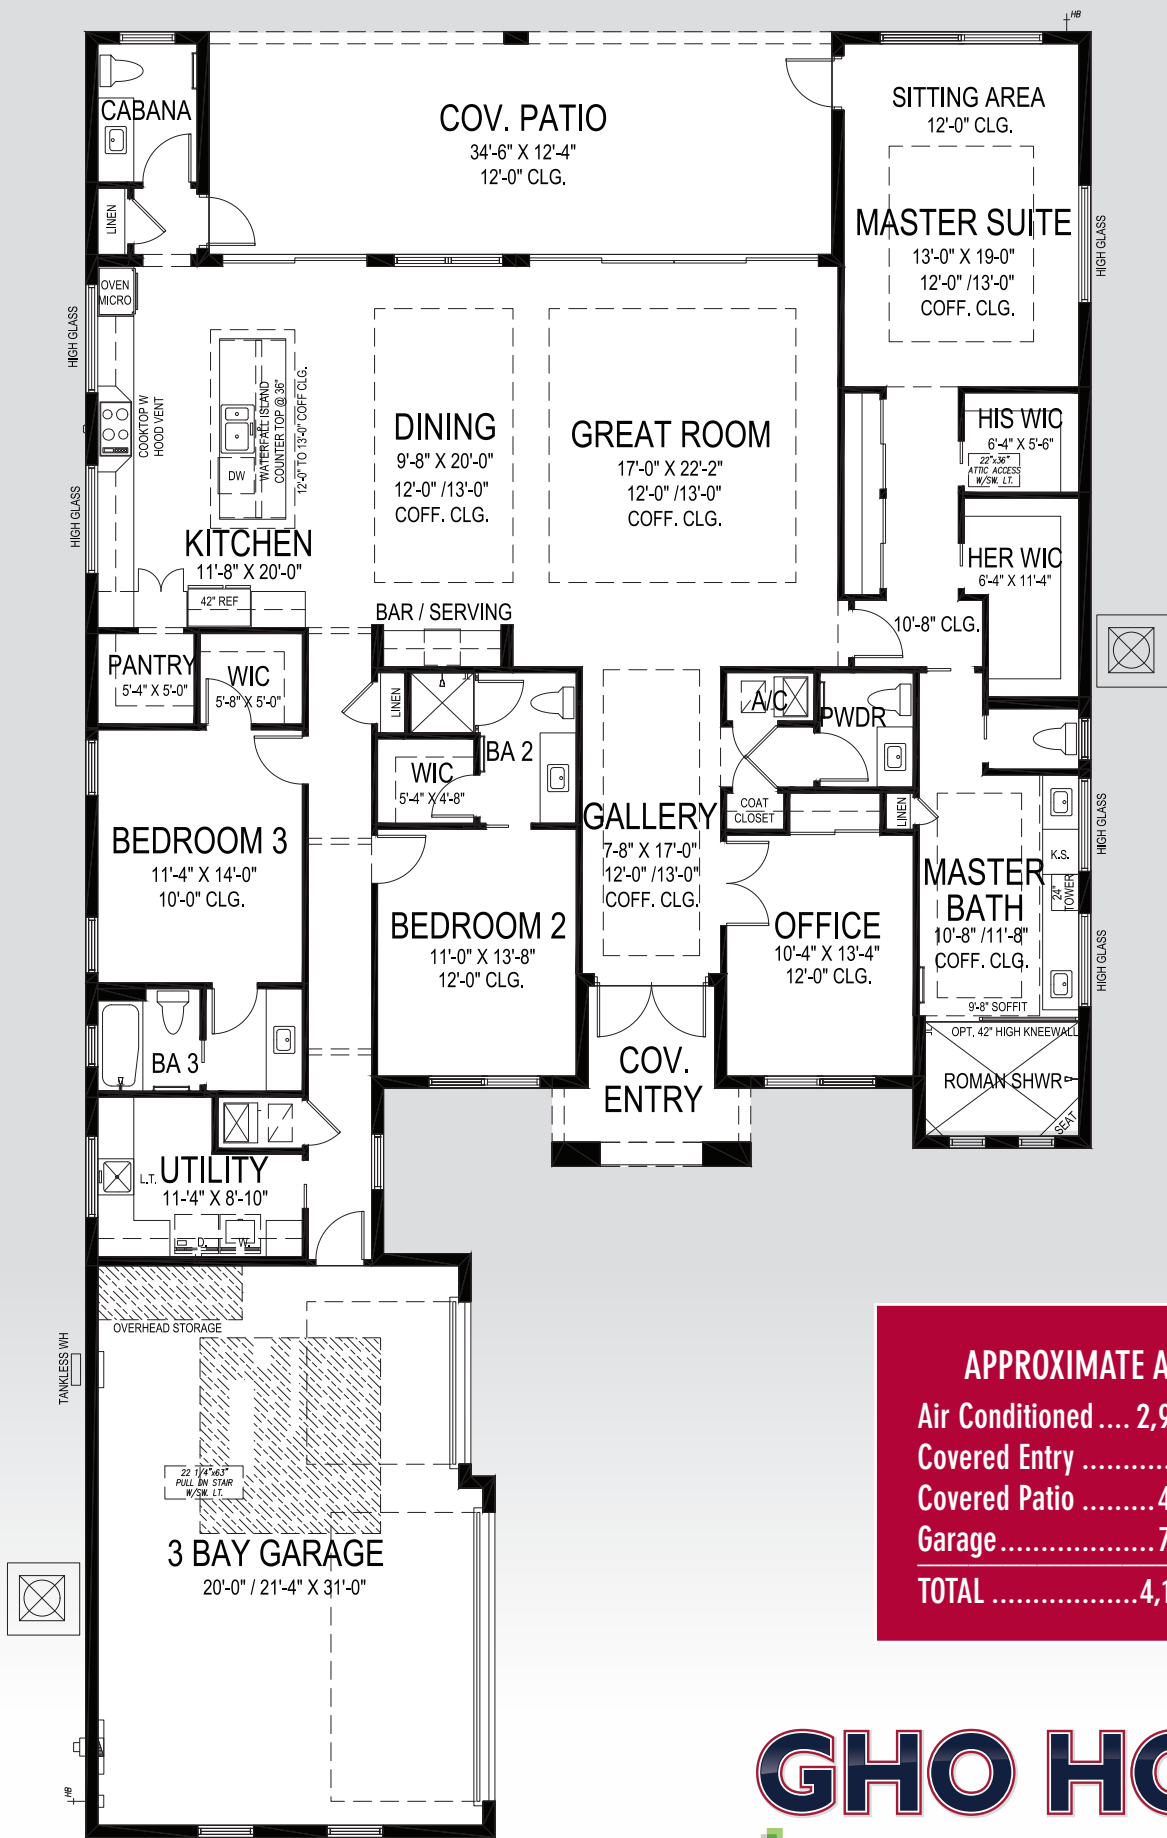 HB
CABANA
COV. PATIO
34'-6" X 12'-4"
12'-0" CLG.
SITTING AREA
12'-0" CLG.
LINEN
MASTER SUITE
13'-0" X 19-0"
12'-0" /13'-0"
COFF. CLG.
HIGH GLASS
OVEN
MICRO
HIGH GLASS
COOKTOP W
HOOD VENT
HIGH GLASS
DW
WATERFALL ISLAND
COUNTER TOP @ 36"
12'-0" TO 13'-0" COFF CLG.
KITCHEN
11'-8" X 20'-0"
42" REF
DINING
9'-8" X 20'-0"
12'-0" /13'-0"
COFF. CLG.
GREAT ROOM
17'-0" X 22'-2"
12'-0" /13'-0"
COFF. CLG.
HIS WIC
6'-4" X 5'-6"
22"x36"
ATTIC ACCESS
W/SW. LT.
HER WIC
6'-4" X 11'-4"
10'-8" CLG.
BAR / SERVING
PANTRY
5'-4" X 5'-0"
WIC
5'-8" X 5'-0"
LINEN
BA 2
WIC
5'-4" X 4'-8"
A/C
PWDR
COAT
CLOSET
LINEN
GALLERY
7-8" X 17'-0"
12'-0" /13'-0"
COFF. CLG.
BEDROOM 3
11'-4" X 14'-0"
10'-0" CLG.
BEDROOM 2
11'-0" X 13'-8"
12'-0" CLG.
OFFICE
10'-4" X 13'-4"
12'-0" CLG.
MASTER
BATH
10'-8" /11'-8"
COFF. CLG.
K.S.
24"
TOWER
HIGH GLASS
HIGH GLASS
9'-8" SOFFIT
OPT. 42" HIGH KNEEWALL
ROMAN SHWR
SEAT
BA 3
COV.
ENTRY
L.T.
UTILITY
11-'4" X 8'-10"
D.
W.
OVERHEAD STORAGE
TANKLESS WH
22 1/4"x63"
PULL DN STAIR
W/SW. LT.
3 BAY GARAGE
20'-0" / 21'-4" X 31'-0"
HB
APPROXIMATE A
Air Conditioned .... 2,9
Covered Entry ...........
Covered Patio .........4
Garage...................7
TOTAL ..................4,1
GHO HO